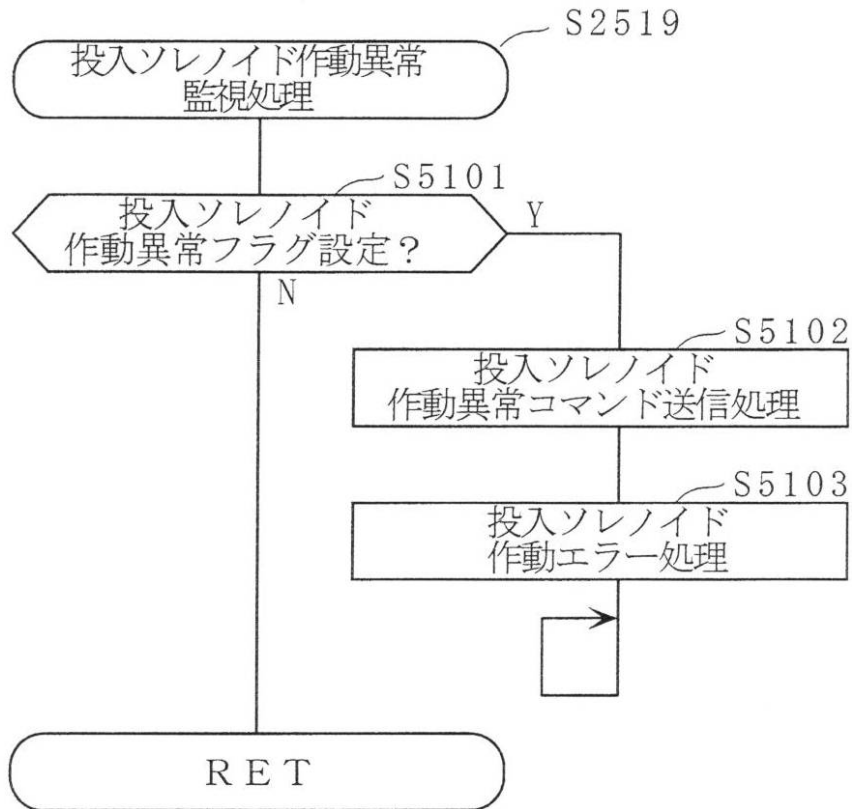 S2519
投入ソレノイド作動異常
監視処理
S5101
投入ソレノイド
作動異常フラグ設定？
Y
N
S5102
投入ソレノイド
作動異常コマンド送信処理
S5103
投入ソレノイド
作動エラー処理
RET